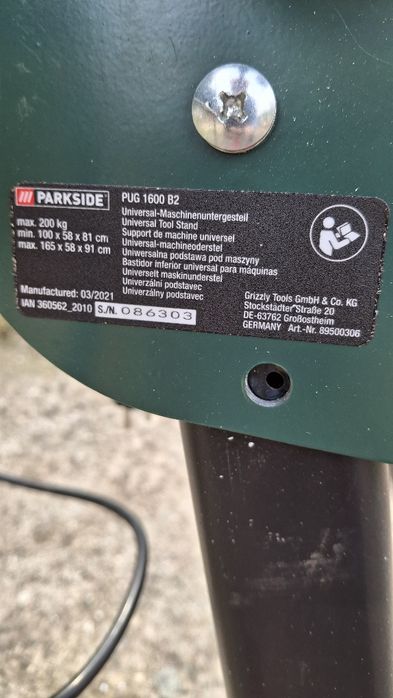 PARKSIDE
PUG 1600 B2
max. 200 kg
min. 100 x 58 x 81 cm
max. 165 x 58 x 91 cm
Universal-Maschinenuntergestell
Universal Tool Stand
Support de machine universel
Universal-machineoderstel
Uniwersalna podstawa pod maszyny
Bastidor inferior universal para máquinas
Universelt maskinunderstel
Univerzální podstavec
Univerzálny podstavec
Manufactured: 03/2021
IAN 360562_2010 S./N. 086303
Grizzly Tools GmbH & Co. KG
Stockstädter Straße 20
DE-63762 Großostheim
GERMANY Art.-Nr. 89500306